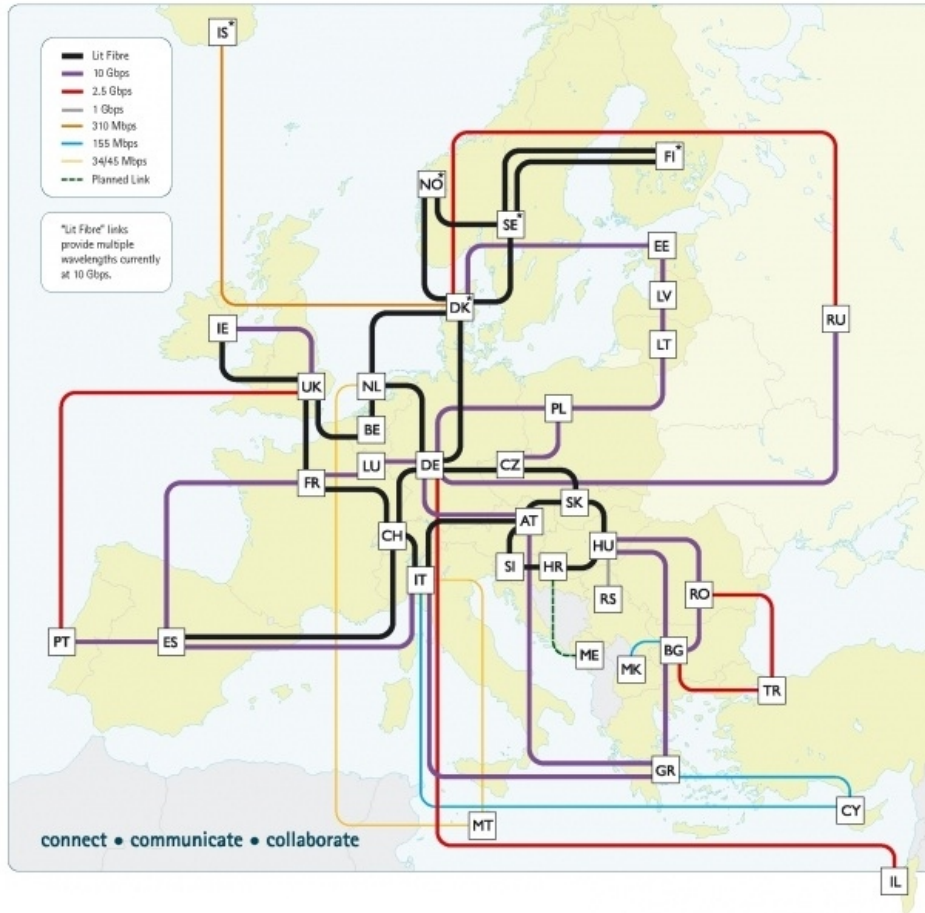 IS*
Lit Fibre
10 Gbps
2.5 Gbps
1 Gbps
310 Mbps
155 Mbps
34/45 Mbps
Planned Link
"Lit Fibre" links
provide multiple
wavelengths currently
at 10 Gbps.
FI*
NO*
SE*
EE
LV
DK*
RU
IE
LT
UK
NL
PL
BE
LU
DE
CZ
FR
SK
AT
CH
HU
SI
HR
IT
RO
RS
PT
ES
ME
BG
MK
TR
GR
CY
MT
connect • communicate • collaborate
IL